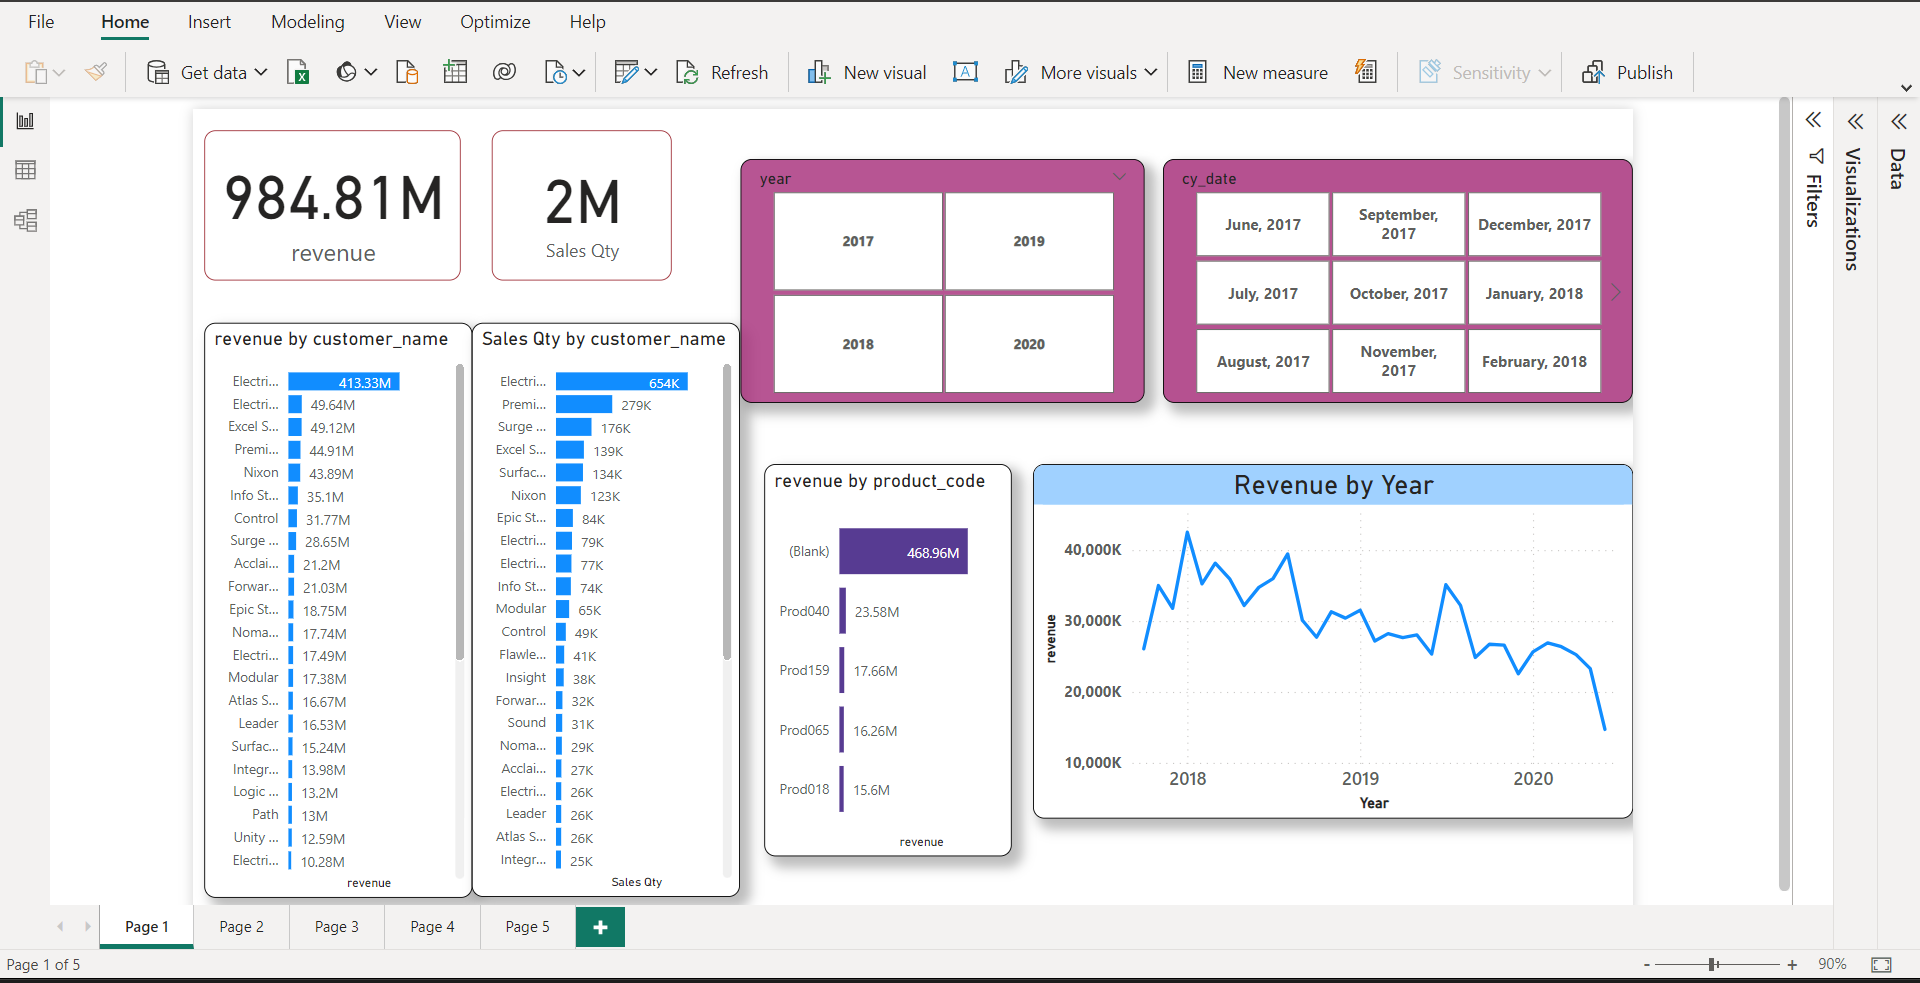 File Home Insert Modeling View Optimize Help
Get data Refresh New visual More visuals New measure Sensitivity Publish
984.81M
revenue
2M
Sales Qty
year
2017
2019
2018
2020
cy_date
June, 2017
September,
2017
December, 2017
July, 2017
October, 2017
January, 2018
August, 2017
November,
2017
February, 2018
Filters
Visualizations
Data
revenue by customer_name
Electri... 413.33M
Electri... 49.64M
Excel S... 49.12M
Premi... 44.91M
Nixon 43.89M
Info St... 35.1M
Control 31.77M
Surge ... 28.65M
Acclai... 21.2M
Forwar... 21.03M
Epic St... 18.75M
Noma... 17.74M
Electri... 17.49M
Modular 17.38M
Atlas S... 16.67M
Leader 16.53M
Surfac... 15.24M
Integr... 13.98M
Logic ... 13.2M
Path 13M
Unity ... 12.59M
Electri... 10.28M
revenue
Sales Qty by customer_name
Electri... 654K
Premi... 279K
Surge ... 176K
Excel S... 139K
Surfac... 134K
Nixon 123K
Epic St... 84K
Electri... 79K
Electri... 77K
Info St... 74K
Modular 65K
Control 49K
Flawle... 41K
Insight 38K
Forwar... 32K
Sound 31K
Noma... 29K
Acclai... 27K
Electri... 26K
Leader 26K
Atlas S... 26K
Integr... 25K
Sales Qty
revenue by product_code
(Blank) 468.96M
Prod040 23.58M
Prod159 17.66M
Prod065 16.26M
Prod018 15.6M
revenue
Revenue by Year
40,000K
30,000K
20,000K
10,000K
revenue
2018 2019 2020
Year
Page 1 Page 2 Page 3 Page 4 Page 5 +
Page 1 of 5
- + 90%